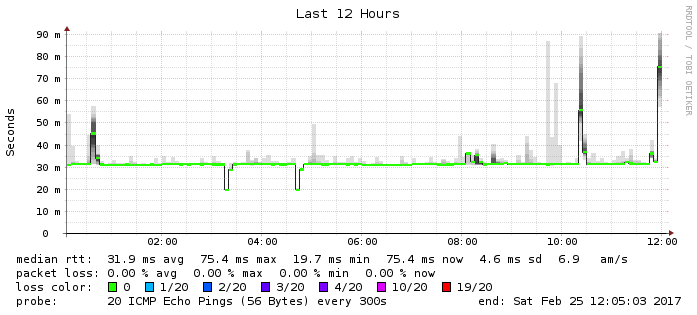 Last 12 Hours
RRDTOOL / TOBI OETIKER
Seconds
90 m
80 m
70 m
60 m
50 m
40 m
30 m
20 m
10 m
0
02:00 04:00 06:00 08:00 10:00 12:00
median rtt: 31.9 ms avg 75.4 ms max 19.7 ms min 75.4 ms now 4.6 ms sd 6.9 am/s
packet loss: 0.00 % avg 0.00 % max 0.00 % min 0.00 % now
loss color: 0 1/20 2/20 3/20 4/20 10/20 19/20
probe: 20 ICMP Echo Pings (56 Bytes) every 300s end: Sat Feb 25 12:05:03 2017